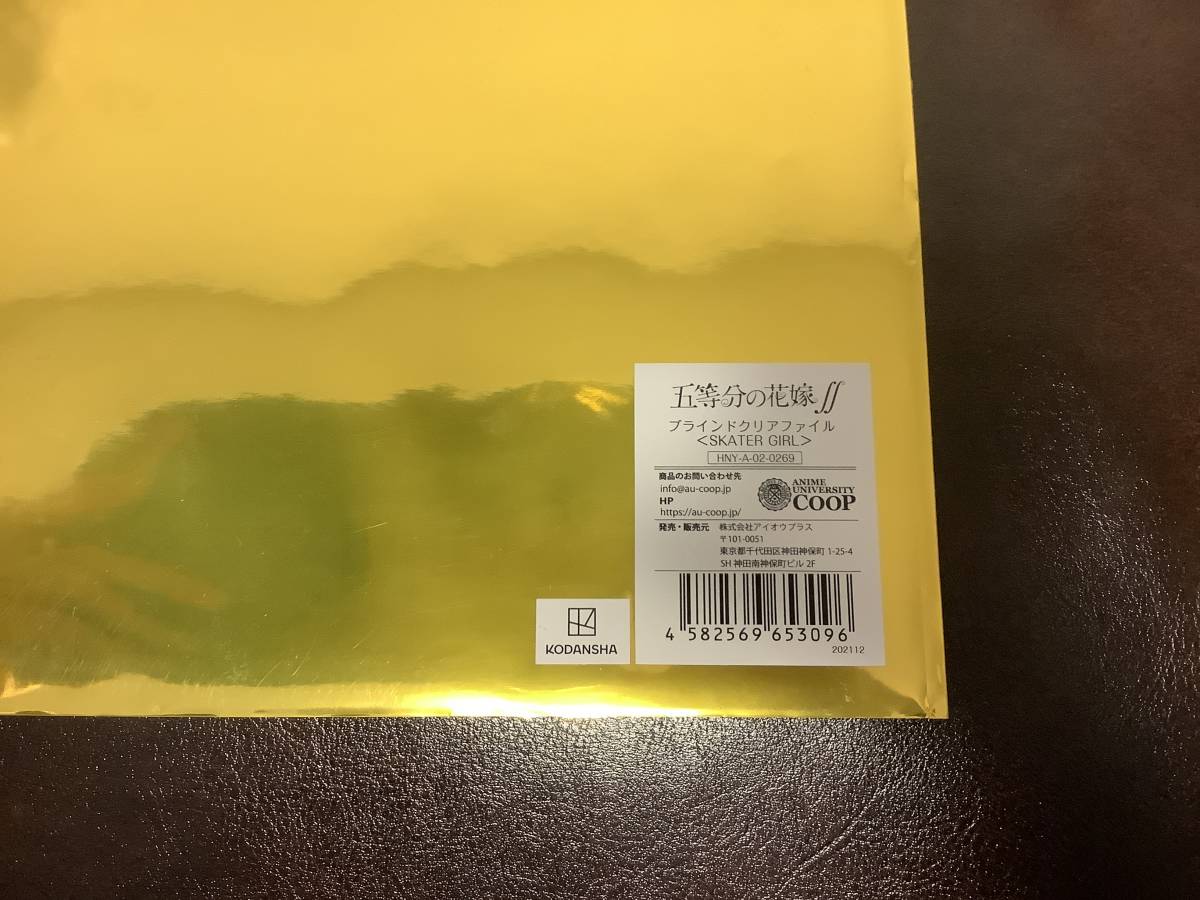 五等分の花嫁∬
ブラインドクリアファイル
<SKATER GIRL>
HNY-A-02-0269
商品のお問い合わせ先
info@au-coop.jp
HP
https://au-coop.jp/
ANIME
UNIVERSITY
COOP
発売・販売元 株式会社アイオウプラス
〒101-0051
東京都千代田区神田神保町 1-25-4
SH 神田南神保町ビル 2F
4 582569 653096
202112
KODANSHA